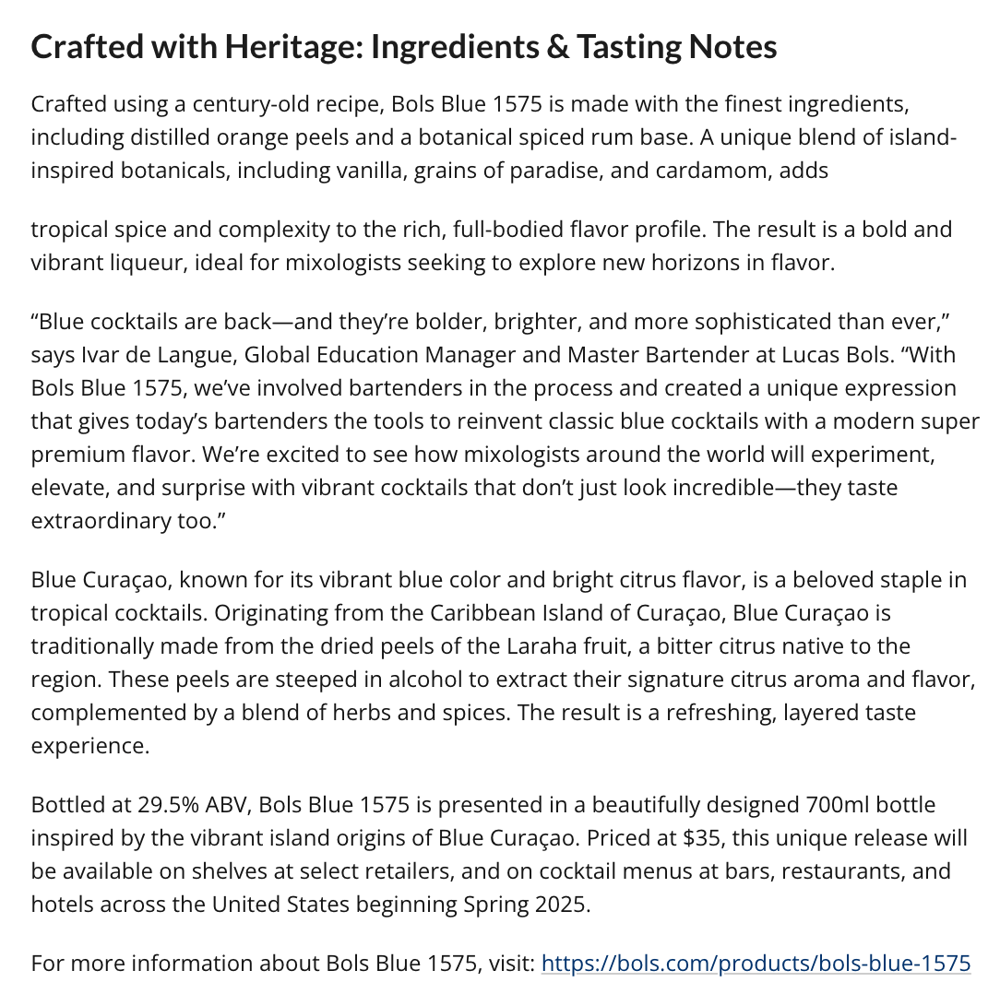 Crafted with Heritage: Ingredients & Tasting Notes
Crafted using a century-old recipe, Bols Blue 1575 is made with the finest ingredients,
including distilled orange peels and a botanical spiced rum base. A unique blend of island-
inspired botanicals, including vanilla, grains of paradise, and cardamom, adds
tropical spice and complexity to the rich, full-bodied flavor profile. The result is a bold and
vibrant liqueur, ideal for mixologists seeking to explore new horizons in flavor.
“Blue cocktails are back—and they’re bolder, brighter, and more sophisticated than ever,”
says Ivar de Langue, Global Education Manager and Master Bartender at Lucas Bols. “With
Bols Blue 1575, we’ve involved bartenders in the process and created a unique expression
that gives today’s bartenders the tools to reinvent classic blue cocktails with a modern super
premium flavor. We’re excited to see how mixologists around the world will experiment,
elevate, and surprise with vibrant cocktails that don’t just look incredible—they taste
extraordinary too.”
Blue Curaçao, known for its vibrant blue color and bright citrus flavor, is a beloved staple in
tropical cocktails. Originating from the Caribbean Island of Curaçao, Blue Curaçao is
traditionally made from the dried peels of the Laraha fruit, a bitter citrus native to the
region. These peels are steeped in alcohol to extract their signature citrus aroma and flavor,
complemented by a blend of herbs and spices. The result is a refreshing, layered taste
experience.
Bottled at 29.5% ABV, Bols Blue 1575 is presented in a beautifully designed 700ml bottle
inspired by the vibrant island origins of Blue Curaçao. Priced at $35, this unique release will
be available on shelves at select retailers, and on cocktail menus at bars, restaurants, and
hotels across the United States beginning Spring 2025.
For more information about Bols Blue 1575, visit: https://bols.com/products/bols-blue-1575